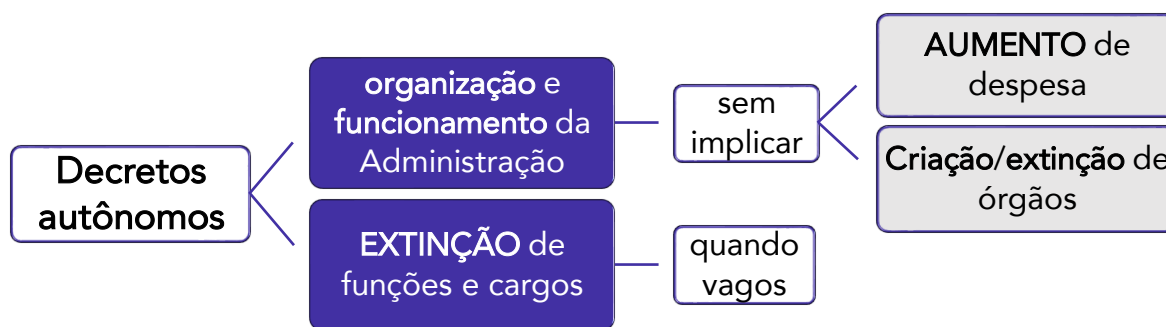 Decretos
autônomos
organização e
funcionamento da
Administração
sem
implicar
AUMENTO de
despesa
Criação/extinção de
órgãos
EXTINÇÃO de
funções e cargos
quando
vagos